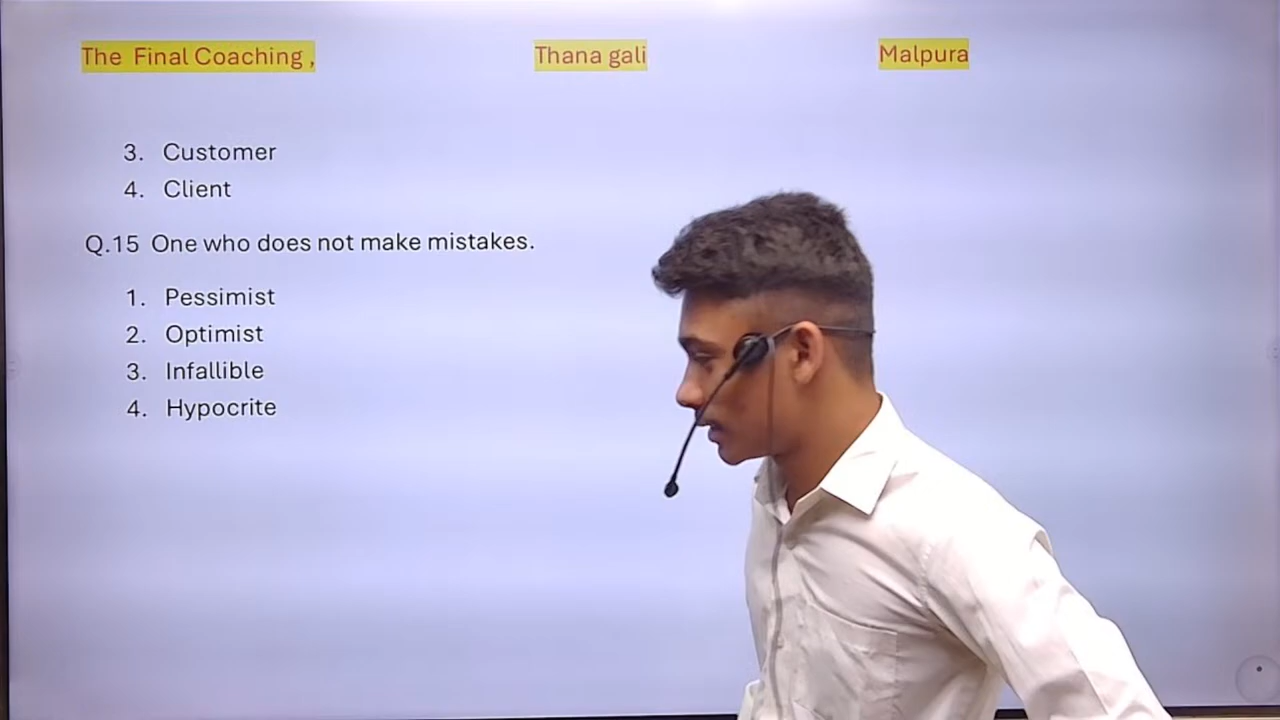 The Final Coaching , Thana gali Malpura
3. Customer
4. Client
Q.15 One who does not make mistakes.
1. Pessimist
2. Optimist
3. Infallible
4. Hypocrite